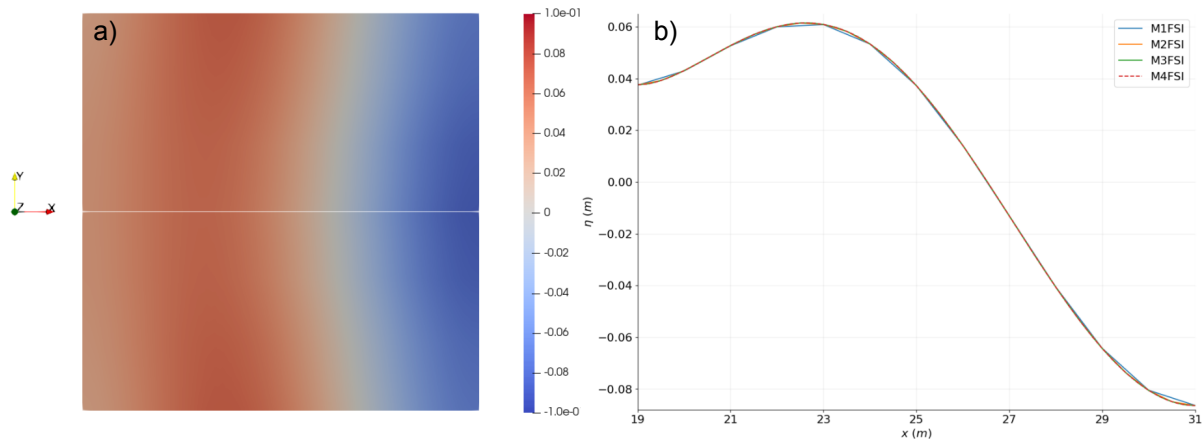 a)
Y
Z
X
1.0e-01
0.08
0.06
0.04
0.02
0
-0.02
-0.04
-0.06
-0.08
-1.0e-0
b)
M1FSI
M2FSI
M3FSI
M4FSI
0.06
0.04
0.02
0.00
−0.02
−0.04
−0.06
−0.08
η (m)
19
21
23
25
27
29
31
x (m)